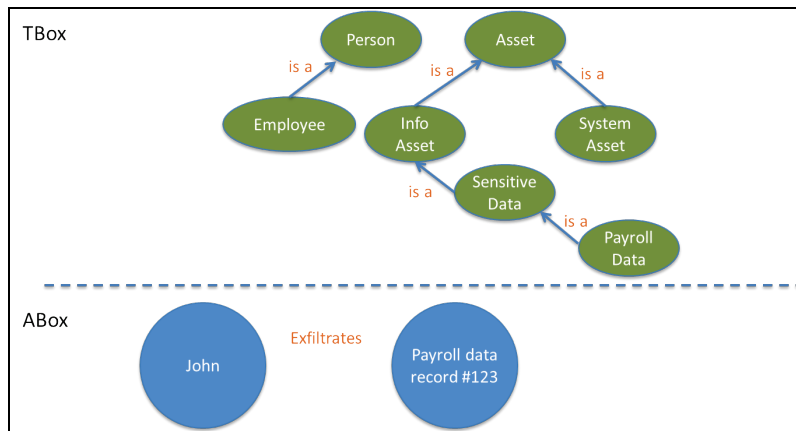 TBox
Person
Asset
is a
is a
is a
Employee
Info
Asset
System
Asset
is a
Sensitive
Data
is a
Payroll
Data
ABox
Exfiltrates
John
Payroll data
record #123